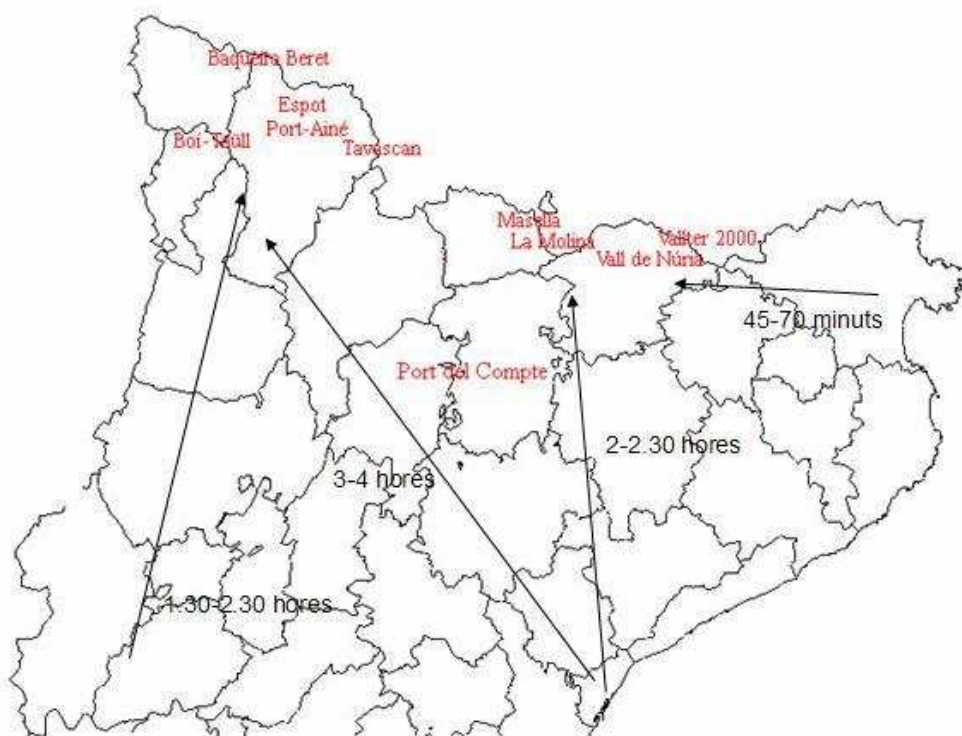 Baqueira Beret
Espot
Port-Ainé
Boí-Taüll
Tavascan
Masella
La Molina
Vallter 2000
Vall de Núria
45-70 minuts
Port del Compte
2-2.30 hores
3-4 hores
1.30-2.30 hores